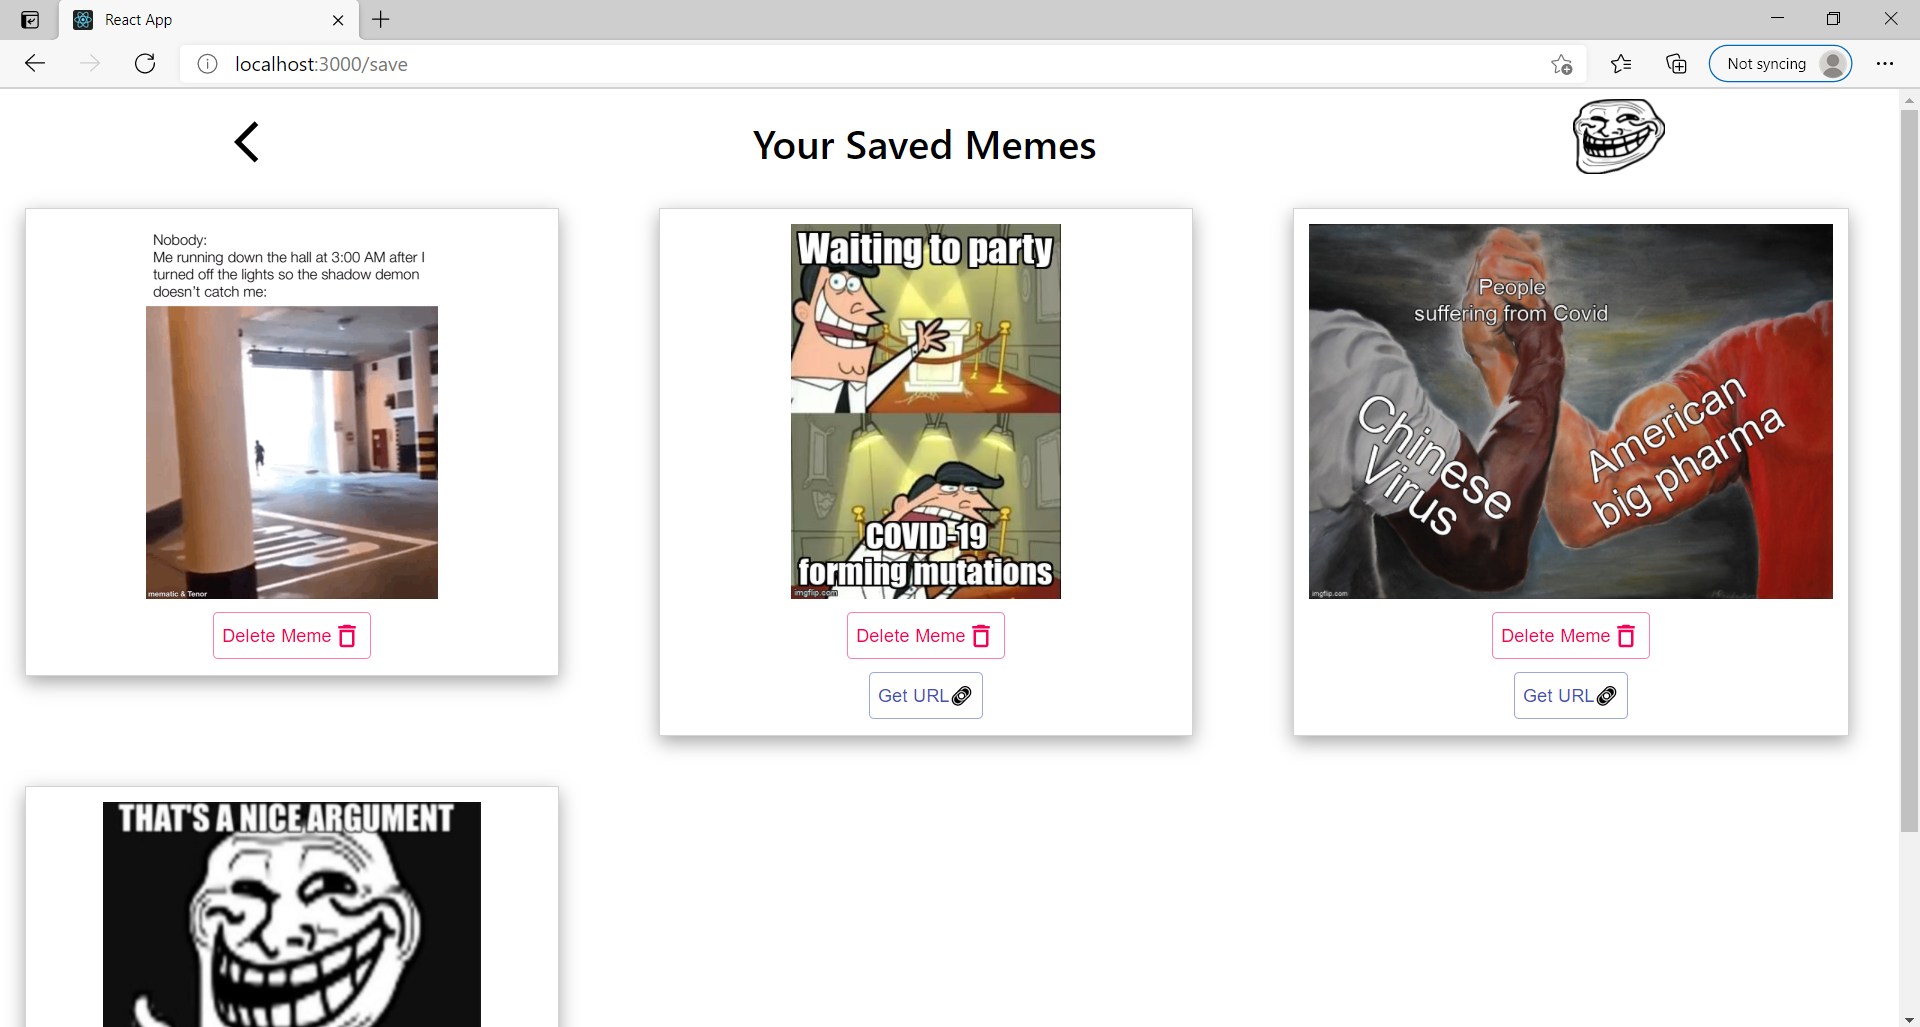 React App
localhost:3000/save
Not syncing
Your Saved Memes
Nobody:
Me running down the hall at 3:00 AM after I
turned off the lights so the shadow demon
doesn't catch me:
mematic & Tenor
Delete Meme
Waiting to party
COVID-19
forming mutations
imgflip.com
Delete Meme
Get URL
People
suffering from Covid
Chinese
Virus
American
big pharma
imgflip.com
Delete Meme
Get URL
THAT'S A NICE ARGUMENT